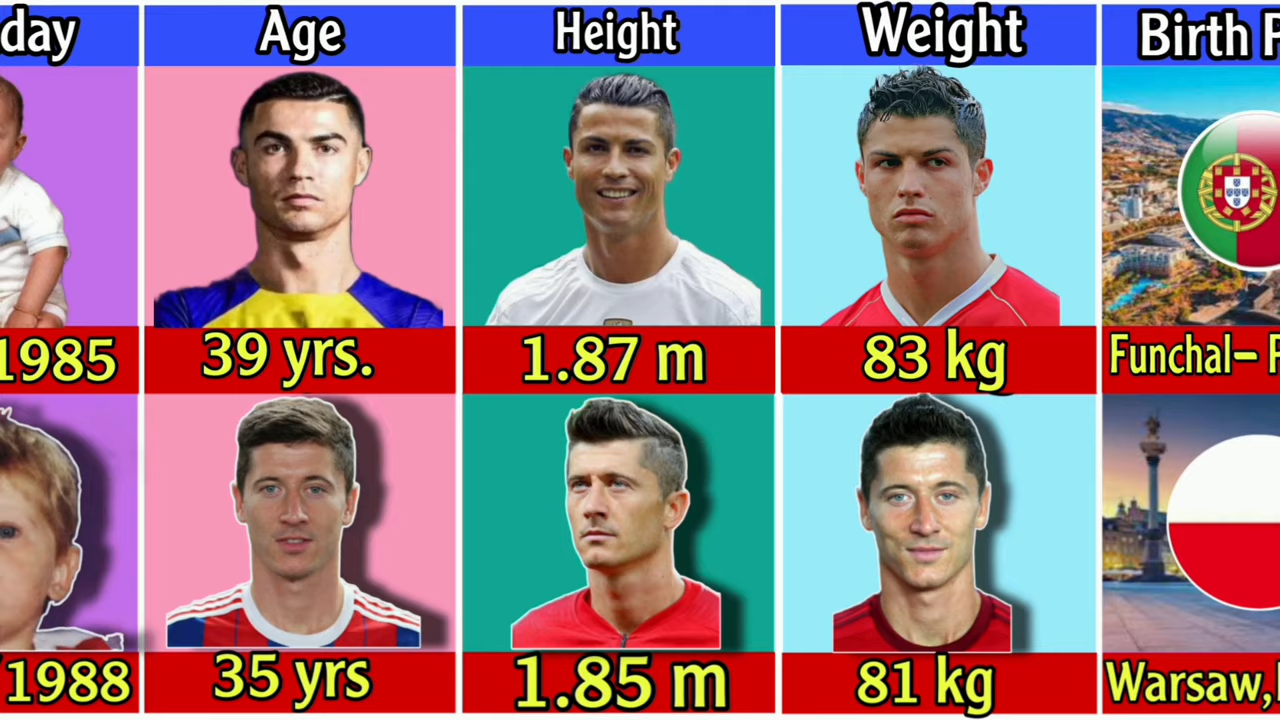 day Age Height Weight Birth P
1985 39 yrs. 1.87 m 83 kg Funchal– P
1988 35 yrs 1.85 m 81 kg Warsaw,